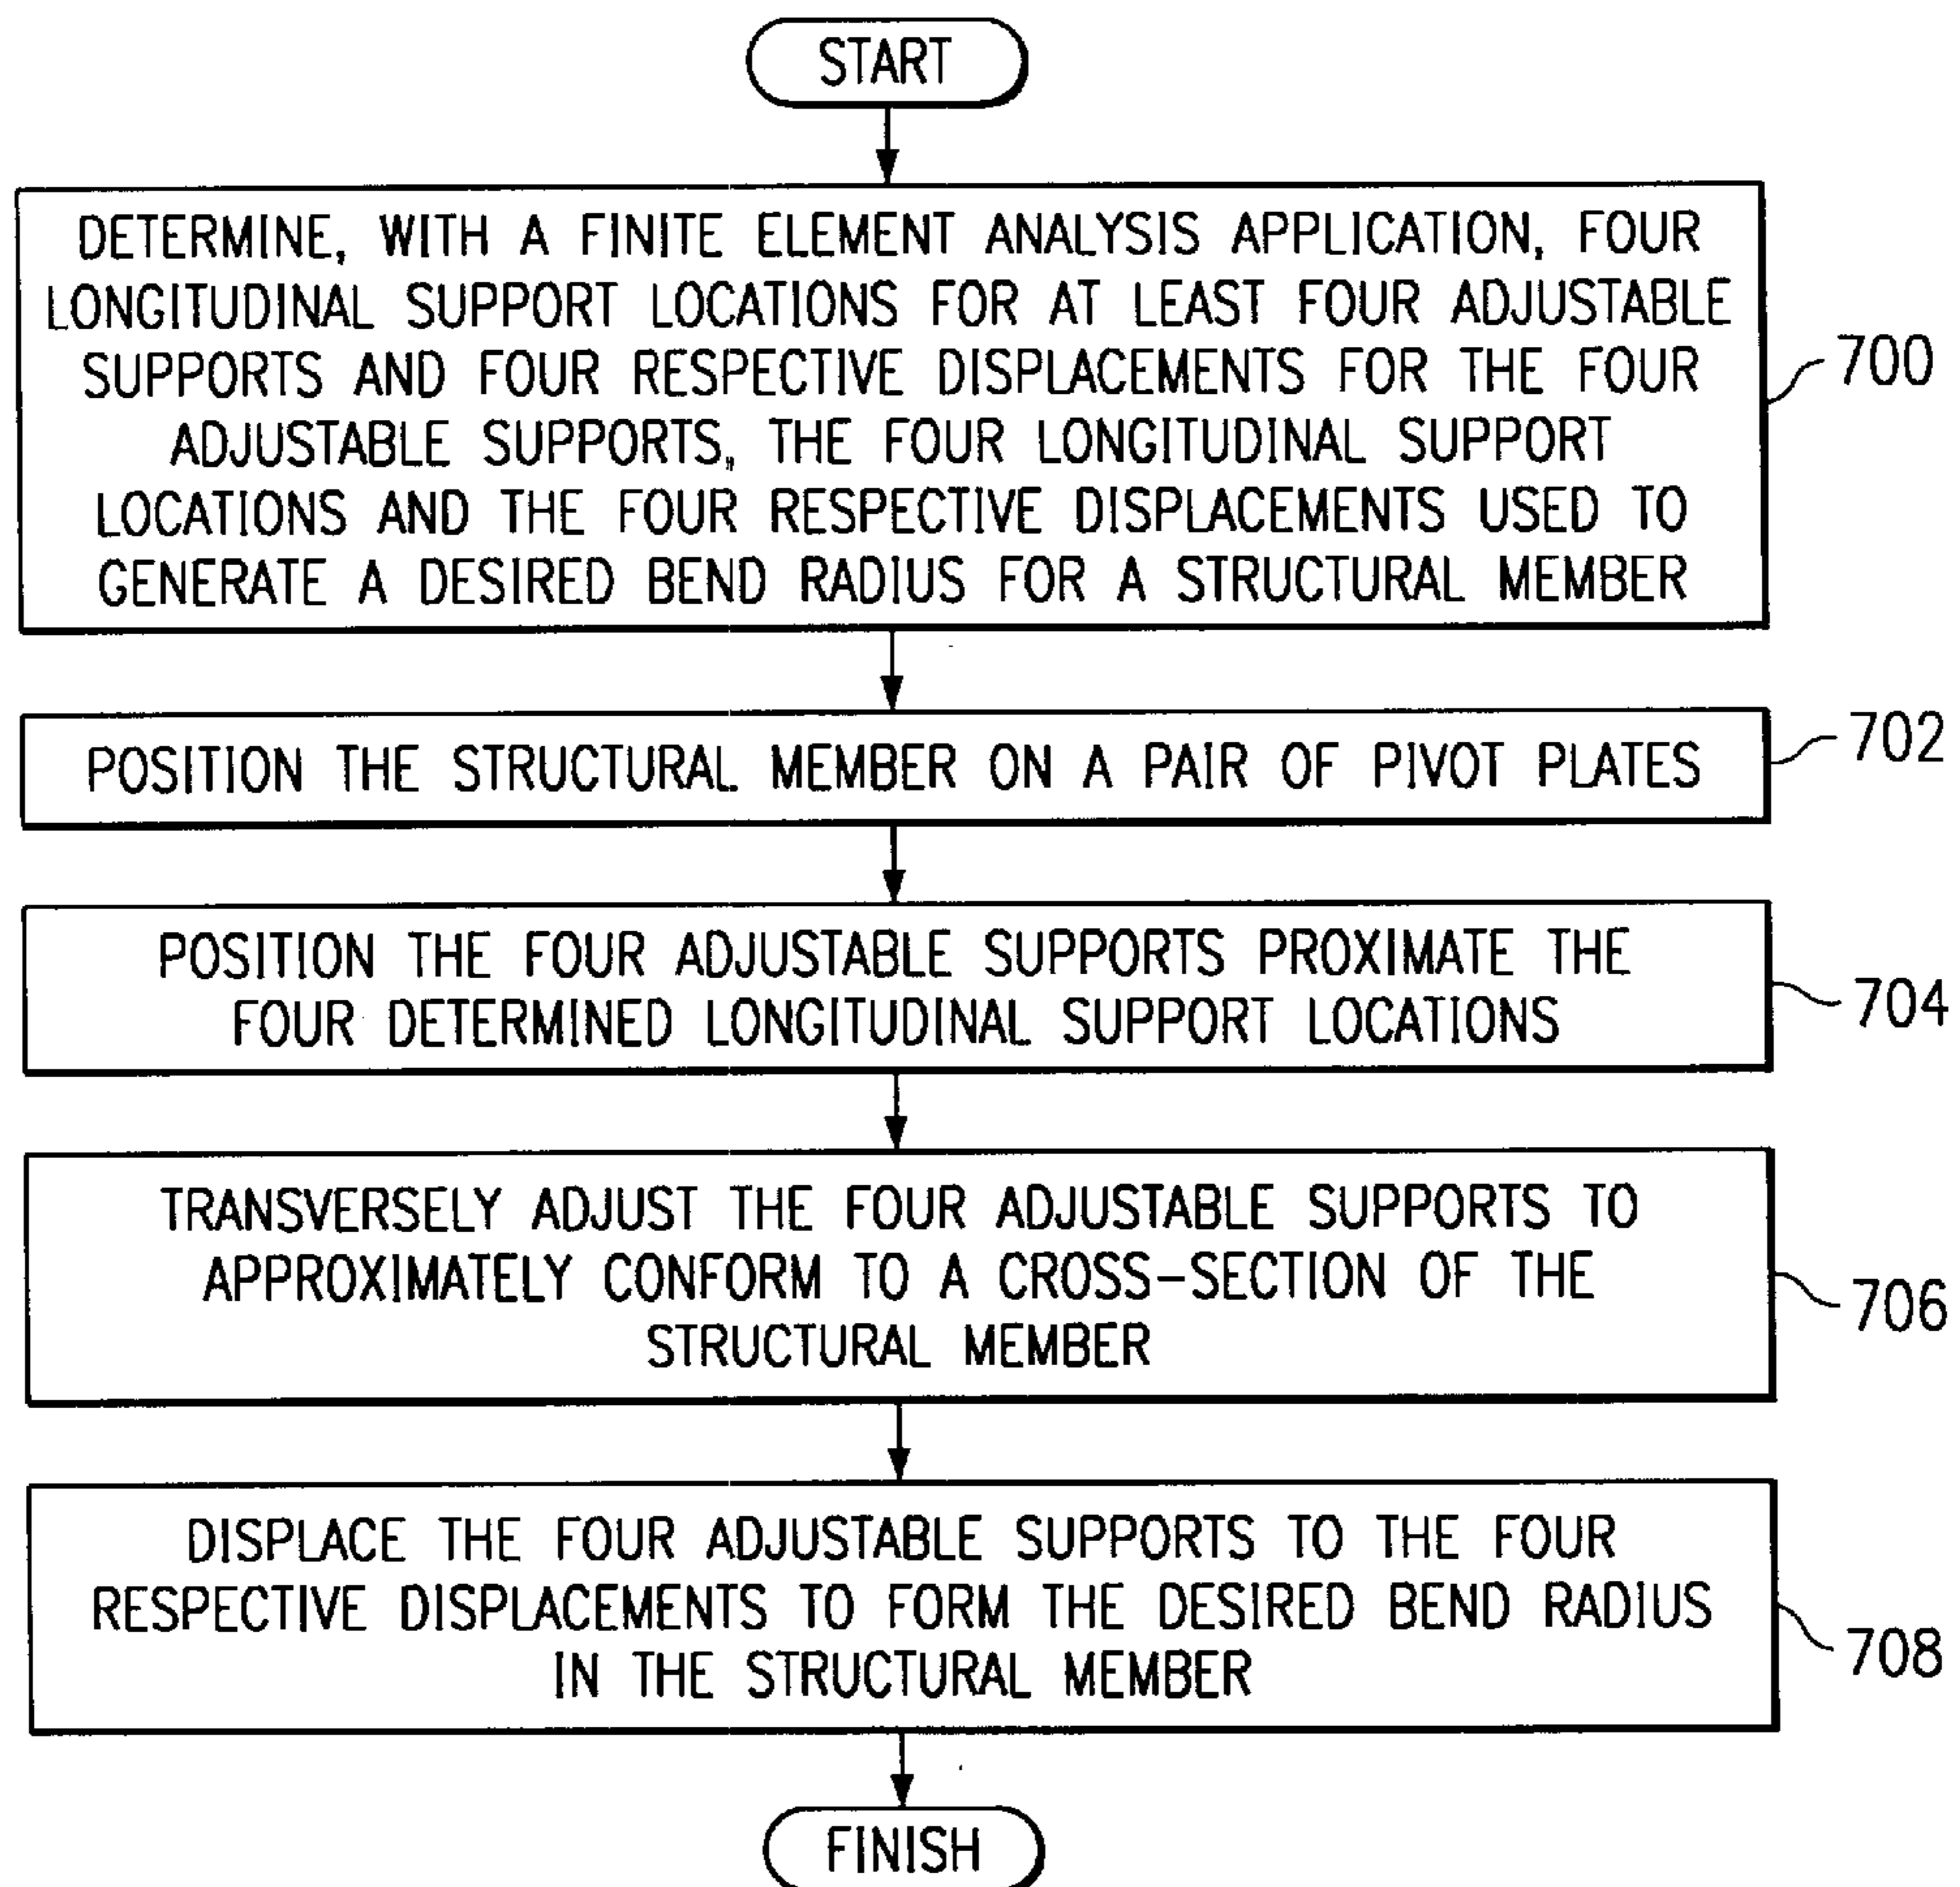 START
DETERMINE, WITH A FINITE ELEMENT ANALYSIS APPLICATION, FOUR
LONGITUDINAL SUPPORT LOCATIONS FOR AT LEAST FOUR ADJUSTABLE
SUPPORTS AND FOUR RESPECTIVE DISPLACEMENTS FOR THE FOUR
ADJUSTABLE SUPPORTS, THE FOUR LONGITUDINAL SUPPORT
LOCATIONS AND THE FOUR RESPECTIVE DISPLACEMENTS USED TO
GENERATE A DESIRED BEND RADIUS FOR A STRUCTURAL MEMBER
700
POSITION THE STRUCTURAL MEMBER ON A PAIR OF PIVOT PLATES
702
POSITION THE FOUR ADJUSTABLE SUPPORTS PROXIMATE THE
FOUR DETERMINED LONGITUDINAL SUPPORT LOCATIONS
704
TRANSVERSELY ADJUST THE FOUR ADJUSTABLE SUPPORTS TO
APPROXIMATELY CONFORM TO A CROSS-SECTION OF THE
STRUCTURAL MEMBER
706
DISPLACE THE FOUR ADJUSTABLE SUPPORTS TO THE FOUR
RESPECTIVE DISPLACEMENTS TO FORM THE DESIRED BEND RADIUS
IN THE STRUCTURAL MEMBER
708
FINISH